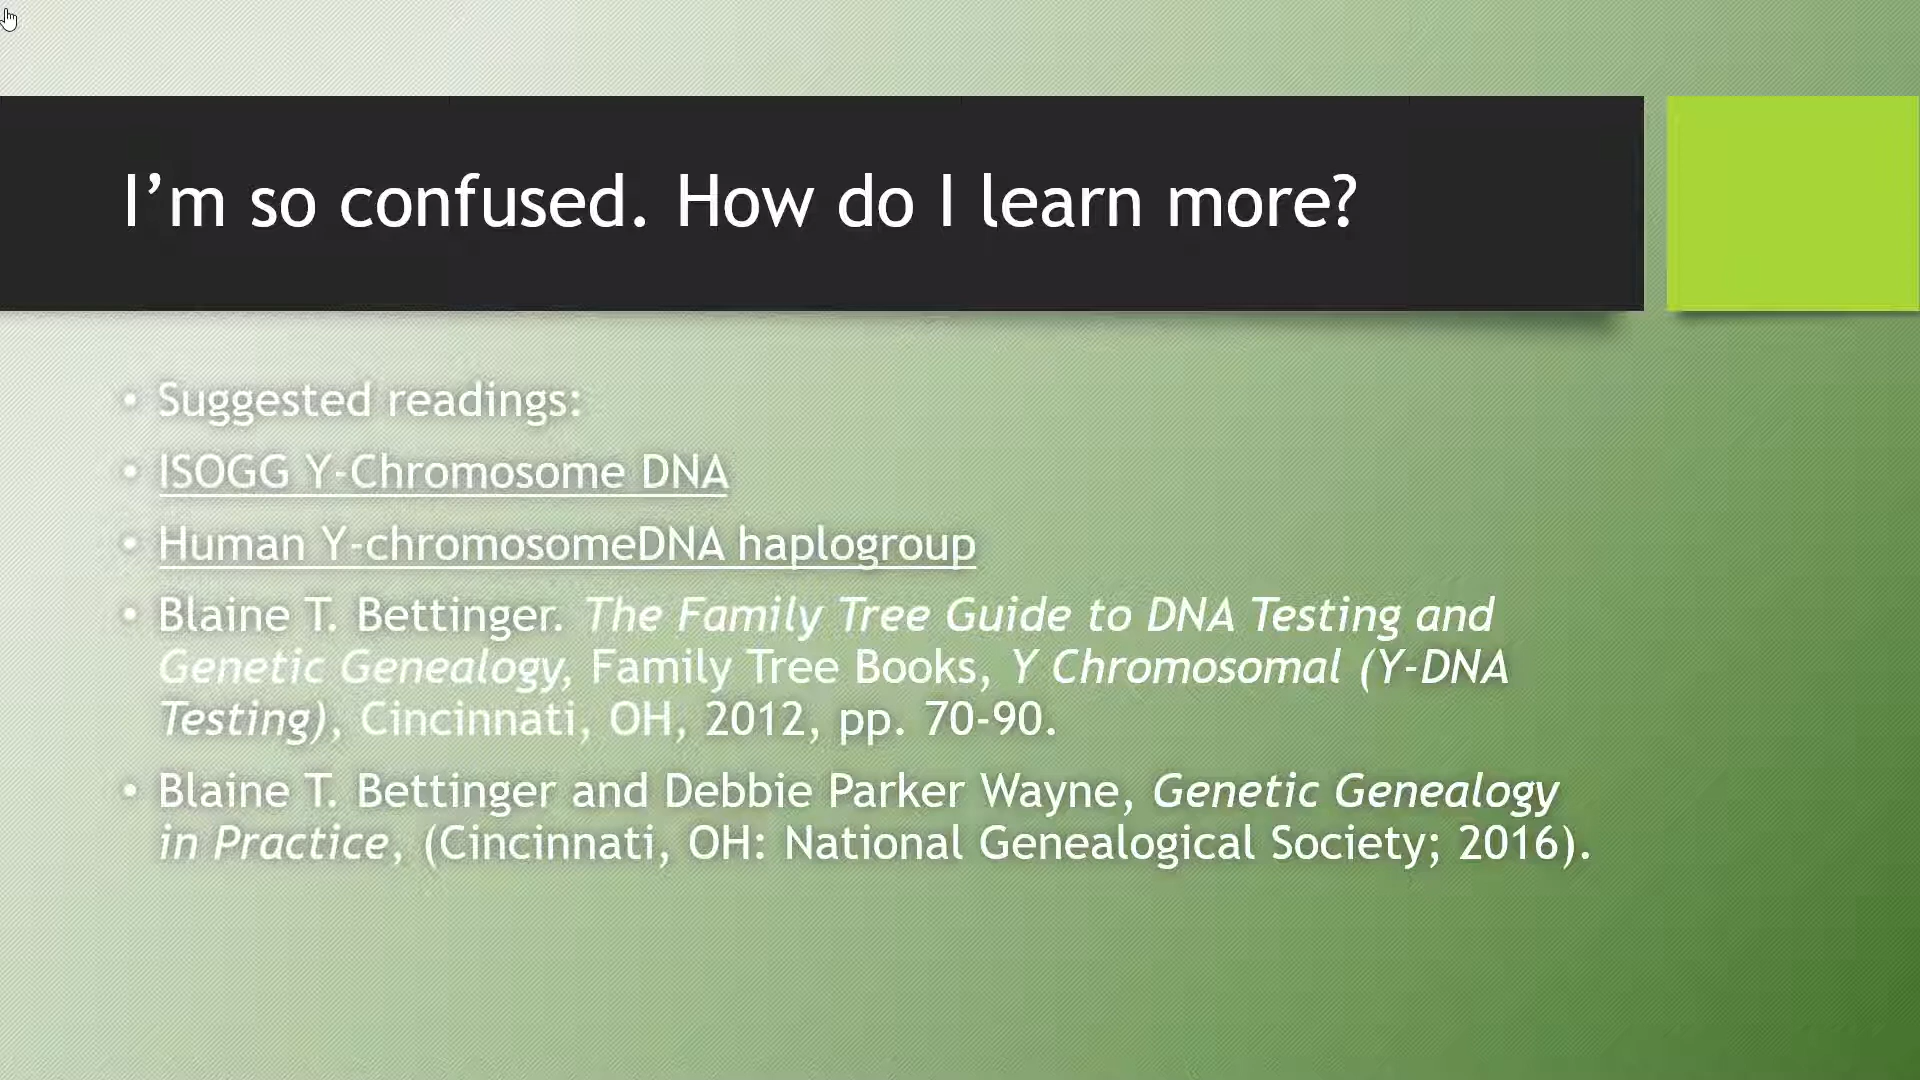 I’m so confused. How do I learn more?
• Suggested readings:
• ISOGG Y-Chromosome DNA
• Human Y-chromosomeDNA haplogroup
• Blaine T. Bettinger. The Family Tree Guide to DNA Testing and
Genetic Genealogy, Family Tree Books, Y Chromosomal (Y-DNA
Testing), Cincinnati, OH, 2012, pp. 70-90.
• Blaine T. Bettinger and Debbie Parker Wayne, Genetic Genealogy
in Practice, (Cincinnati, OH: National Genealogical Society; 2016).